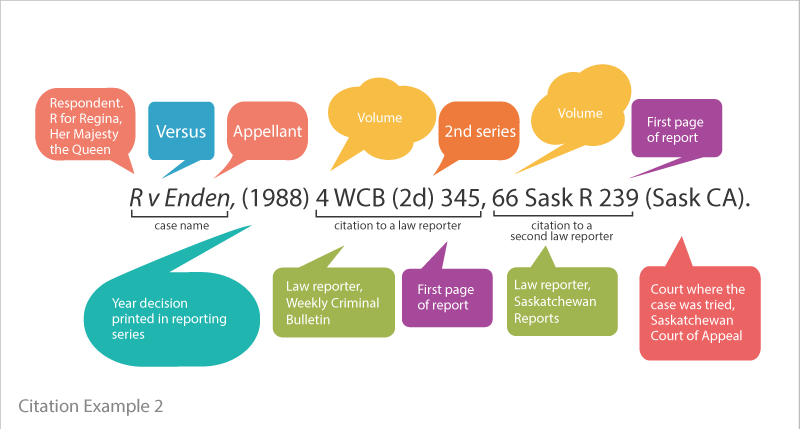 Respondent.
R for Regina,
Her Majesty
the Queen
Versus
Appellant
Volume
2nd series
Volume
First page
of report
R v Enden, (1988) 4 WCB (2d) 345, 66 Sask R 239 (Sask CA).
case name
citation to a law reporter
citation to a
second law reporter
Year decision
printed in reporting
series
Law reporter,
Weekly Criminal
Bulletin
First page
of report
Law reporter,
Saskatchewan
Reports
Court where the
case was tried,
Saskatchewan
Court of Appeal
Citation Example 2